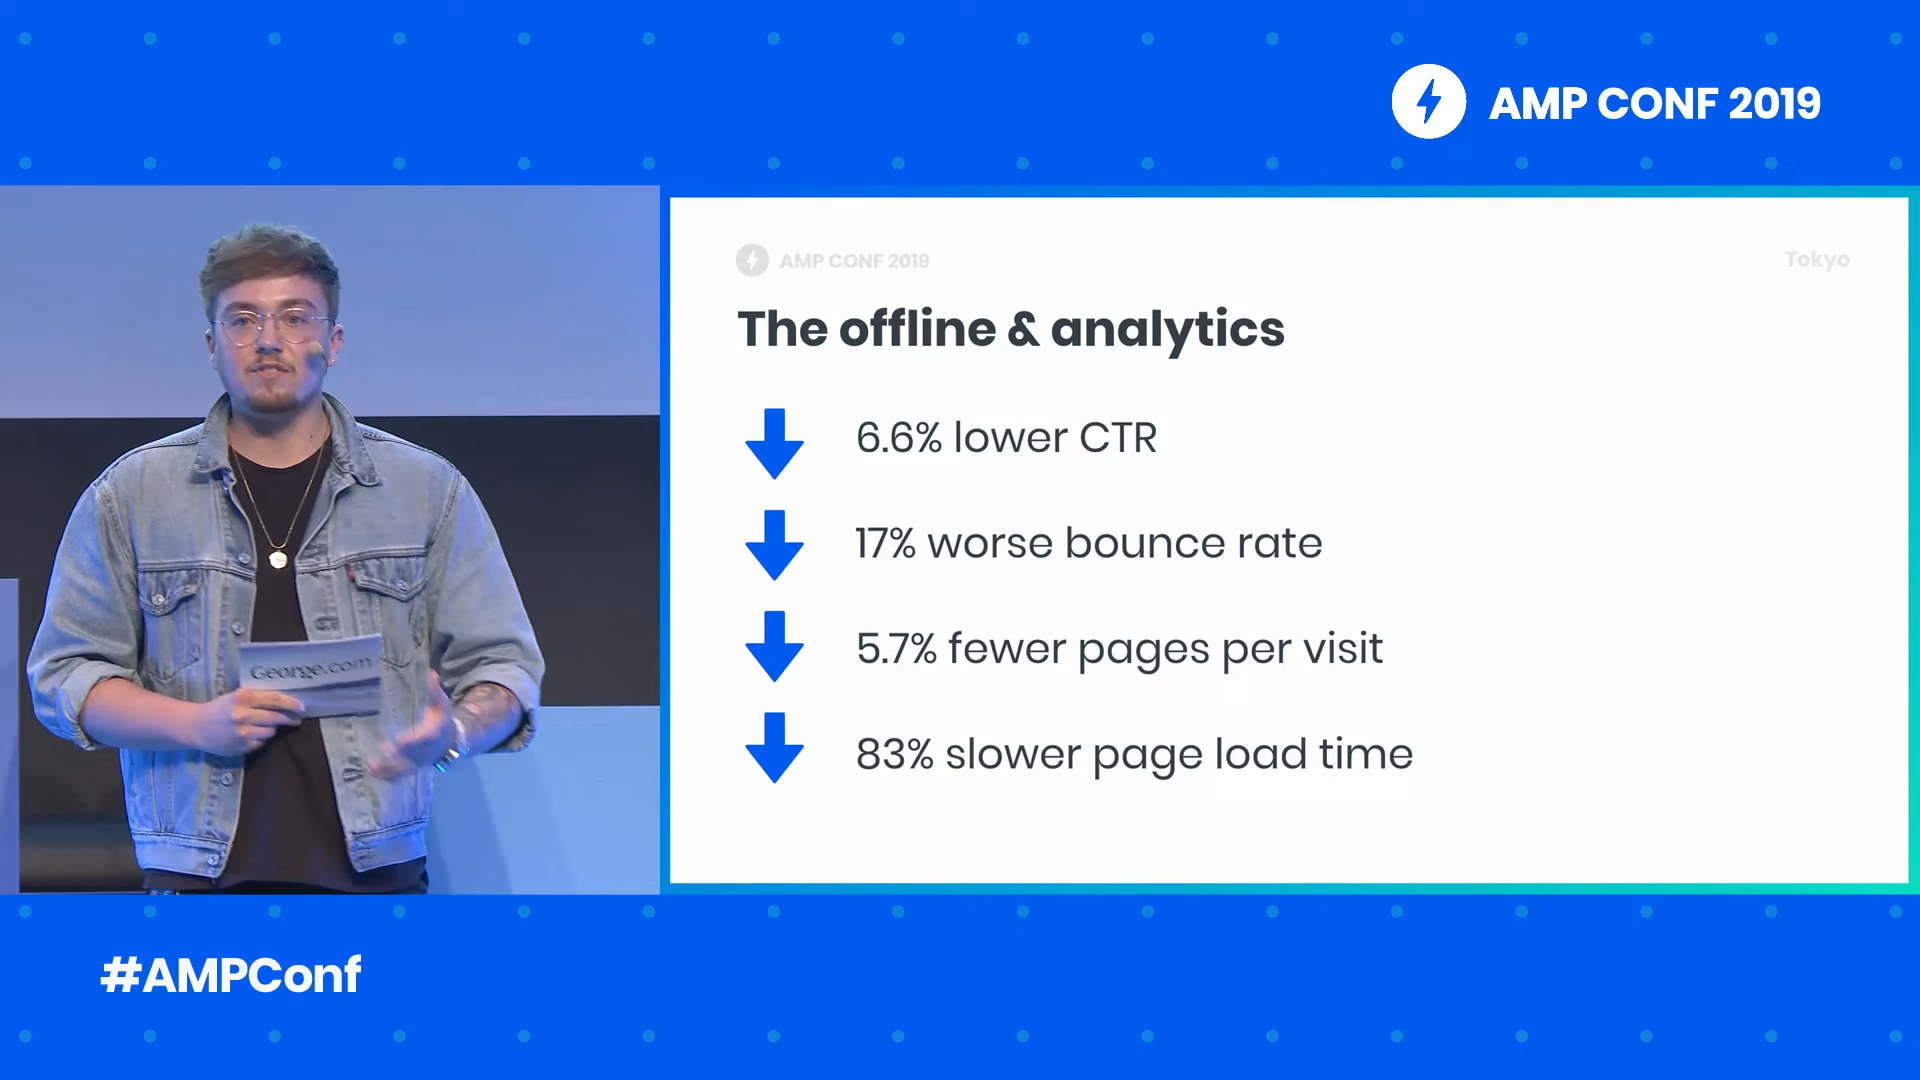 AMP CONF 2019
AMP CONF 2019
Tokyo
The offline & analytics
6.6% lower CTR
17% worse bounce rate
5.7% fewer pages per visit
83% slower page load time
George.com
#AMPConf